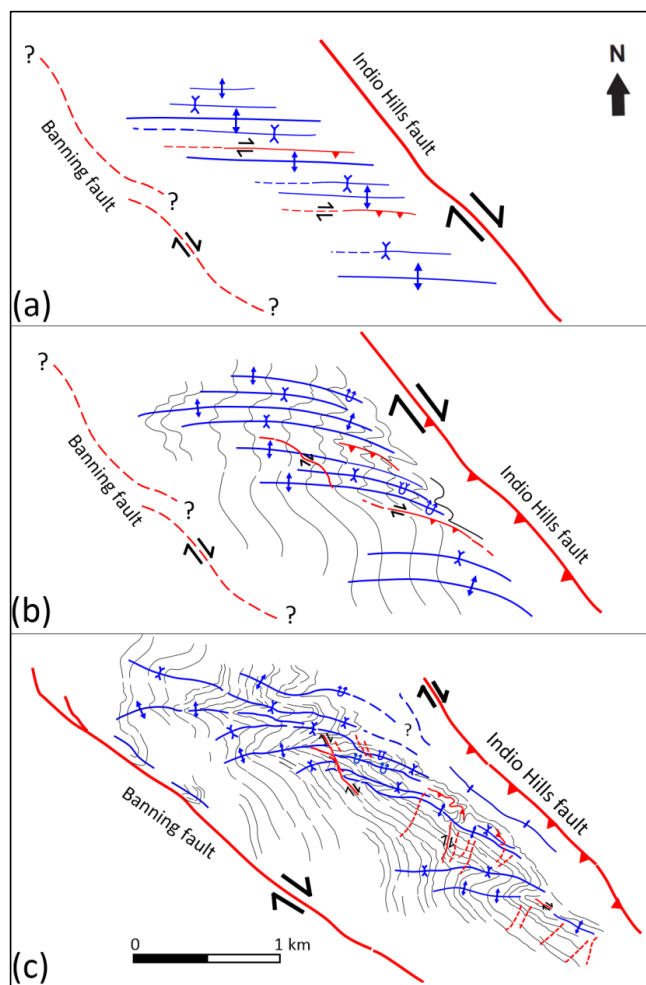 ?
N
Indio Hills fault
Banning fault
?
?
(a)
?
Banning fault
?
Indio Hills fault
?
(b)
?
Indio Hills fault
Banning fault
0 1 km
(c)